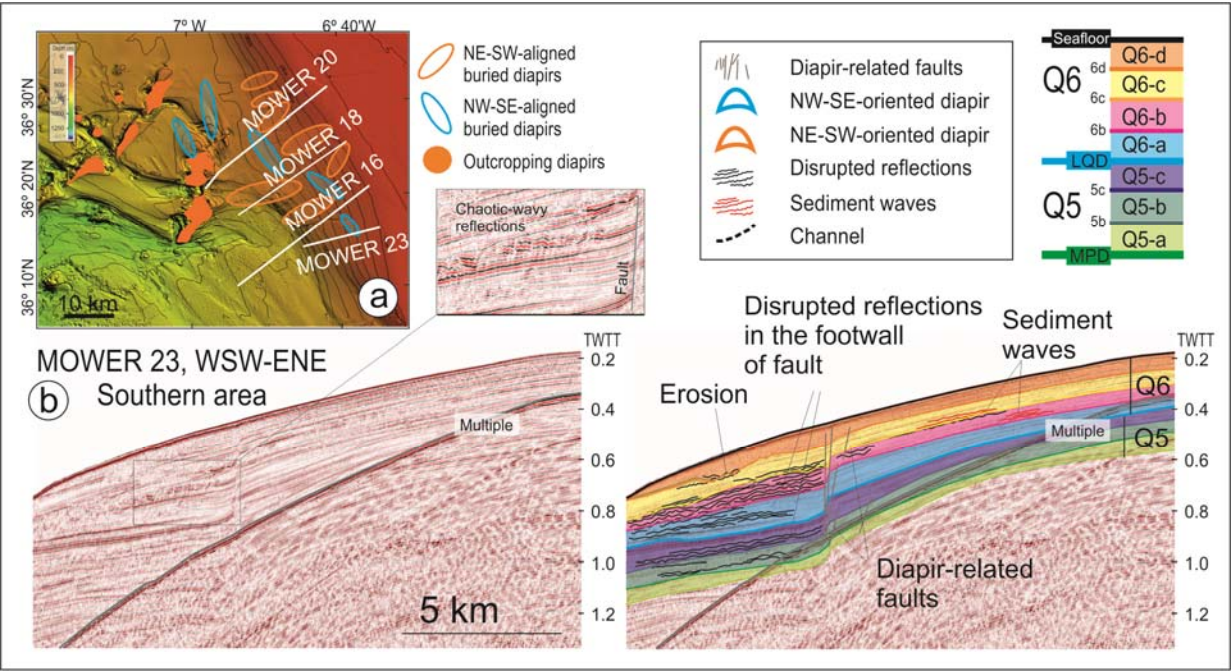 7° W
6° 40'W
36° 30'N
36° 20'N
36° 10'N
MOWER 20
MOWER 18
MOWER 16
MOWER 23
10 km
a
NE-SW-aligned
buried diapirs
NW-SE-aligned
buried diapirs
Outcropping diapirs
Chaotic-wavy
reflections
Fault
Diapir-related faults
NW-SE-oriented diapir
NE-SW-oriented diapir
Disrupted reflections
Sediment waves
Channel
Seafloor
Q6
Q6-d
6d
Q6-c
6c
Q6-b
6b
Q6-a
LQD
Q5
Q5-c
5c
Q5-b
5b
Q5-a
MPD
MOWER 23, WSW-ENE
b
Southern area
Multiple
5 km
TWTT
0.2
0.4
0.6
0.8
1.0
1.2
Disrupted reflections
in the footwall
of fault
Sediment
waves
Erosion
Multiple
Q6
Q5
Diapir-related
faults
TWTT
0.2
0.4
0.6
0.8
1.0
1.2